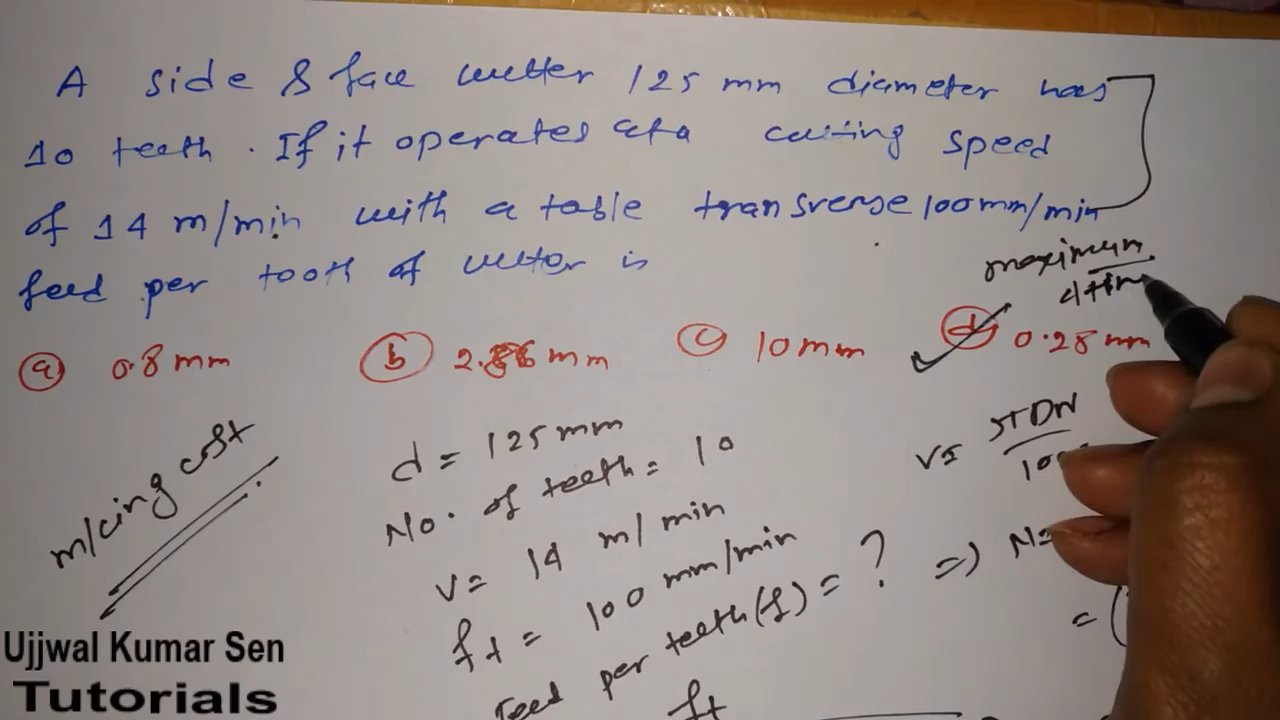 A side & face cutter 125 mm diameter has
10 teeth. If it operates at a cutting speed
of 14 m/min with a table transverse 100 mm/min
feed per tooth of cutter is
maximum
(a) 0.8 mm (b) 2. mm (c) 10 mm (d) 0.28 mm
m/cing cost
d = 125 mm
No. of teeth = 10
v = 14 m/min
ft = 100 mm/min
Feed per teeth (f) = ?
ft
v = πDN
=> N=
= (
Ujjwal Kumar Sen
Tutorials